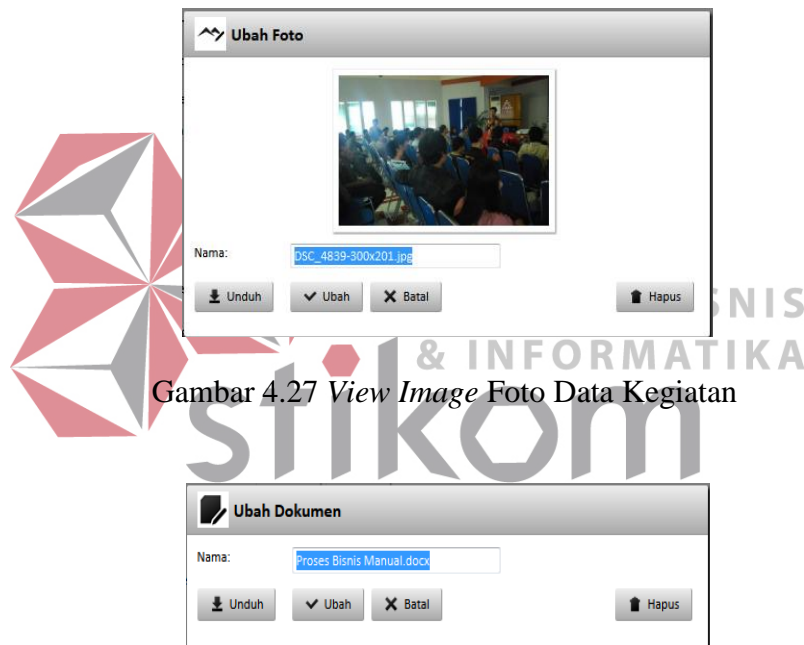 Ubah Foto
Nama: DSC_4839-300x201.jpg
Unduh Ubah Batal Hapus
SNIS
& INFORMATIKA
Gambar 4.27 View Image Foto Data Kegiatan
stikom
Ubah Dokumen
Nama: Proses Bisnis Manual.docx
Unduh Ubah Batal Hapus